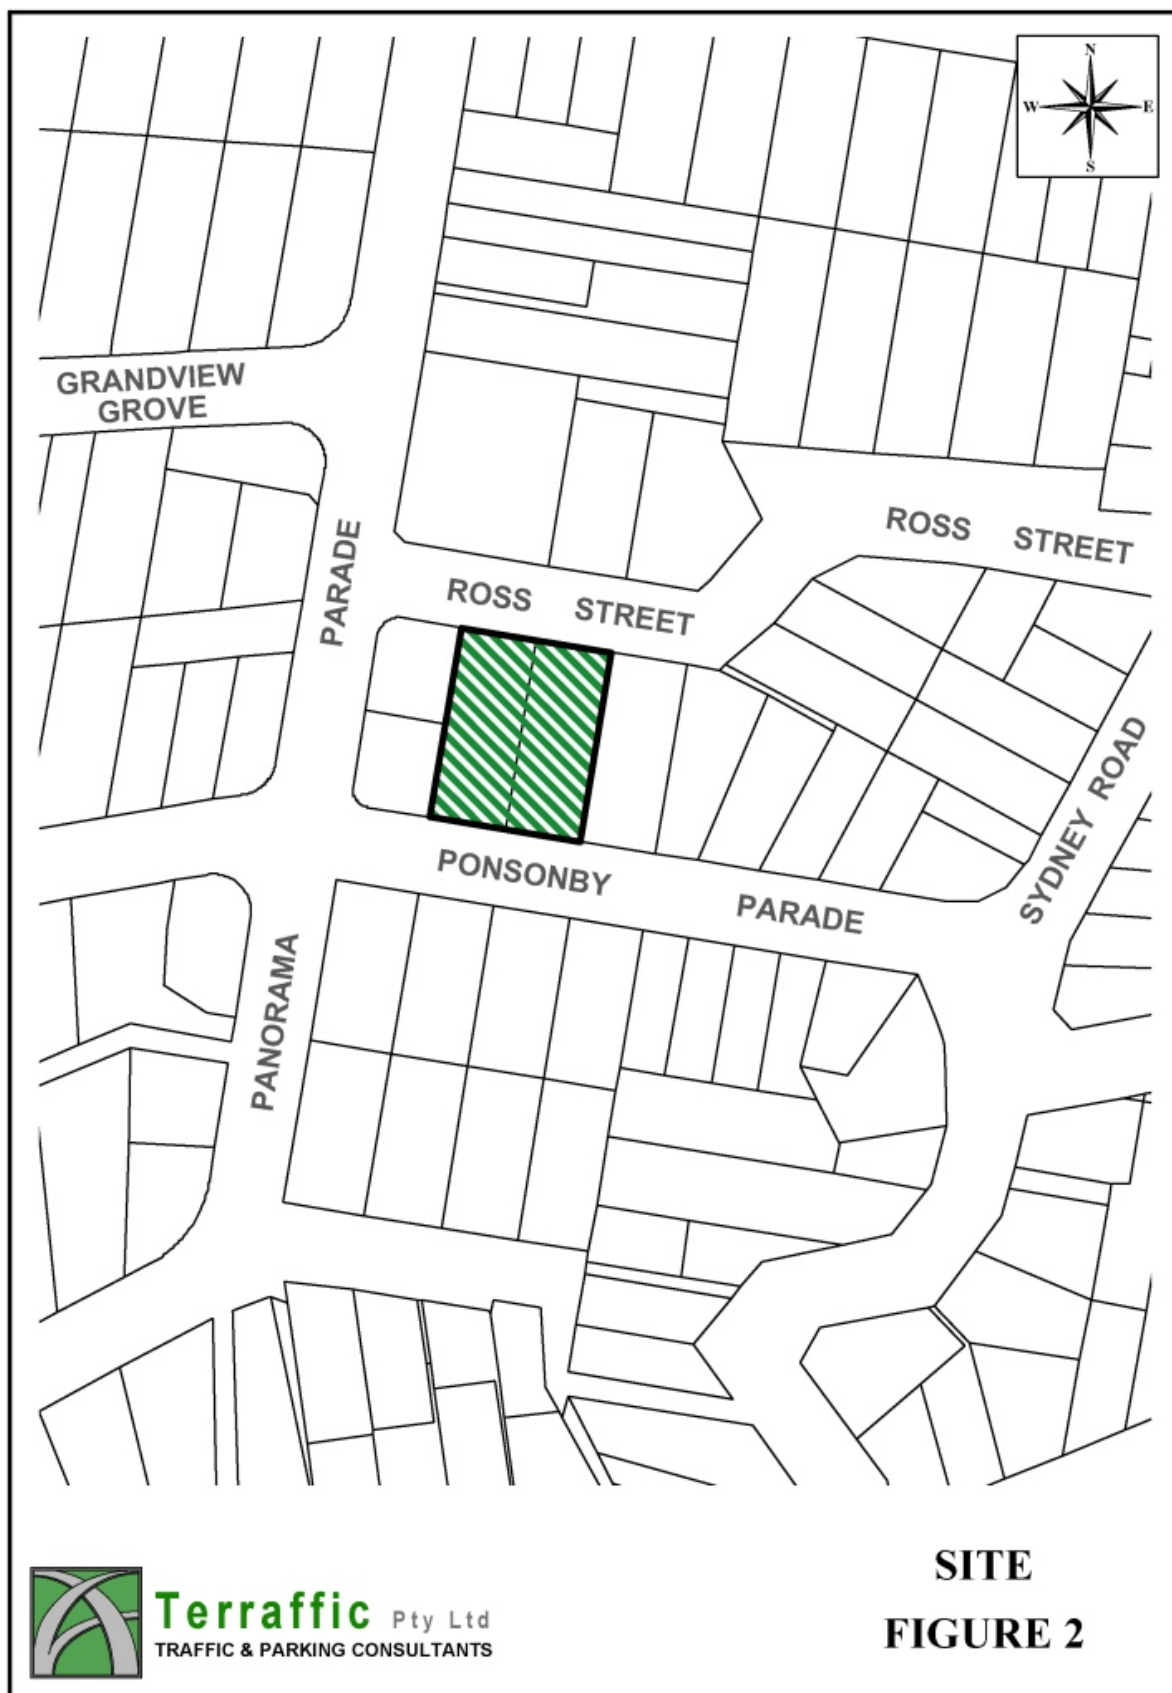 N
W E
S
GRANDVIEW
GROVE
ROSS STREET
PARADE
ROSS STREET
SYDNEY ROAD
PONSONBY PARADE
PANORAMA
SITE
FIGURE 2
Terraffic Pty Ltd
TRAFFIC & PARKING CONSULTANTS